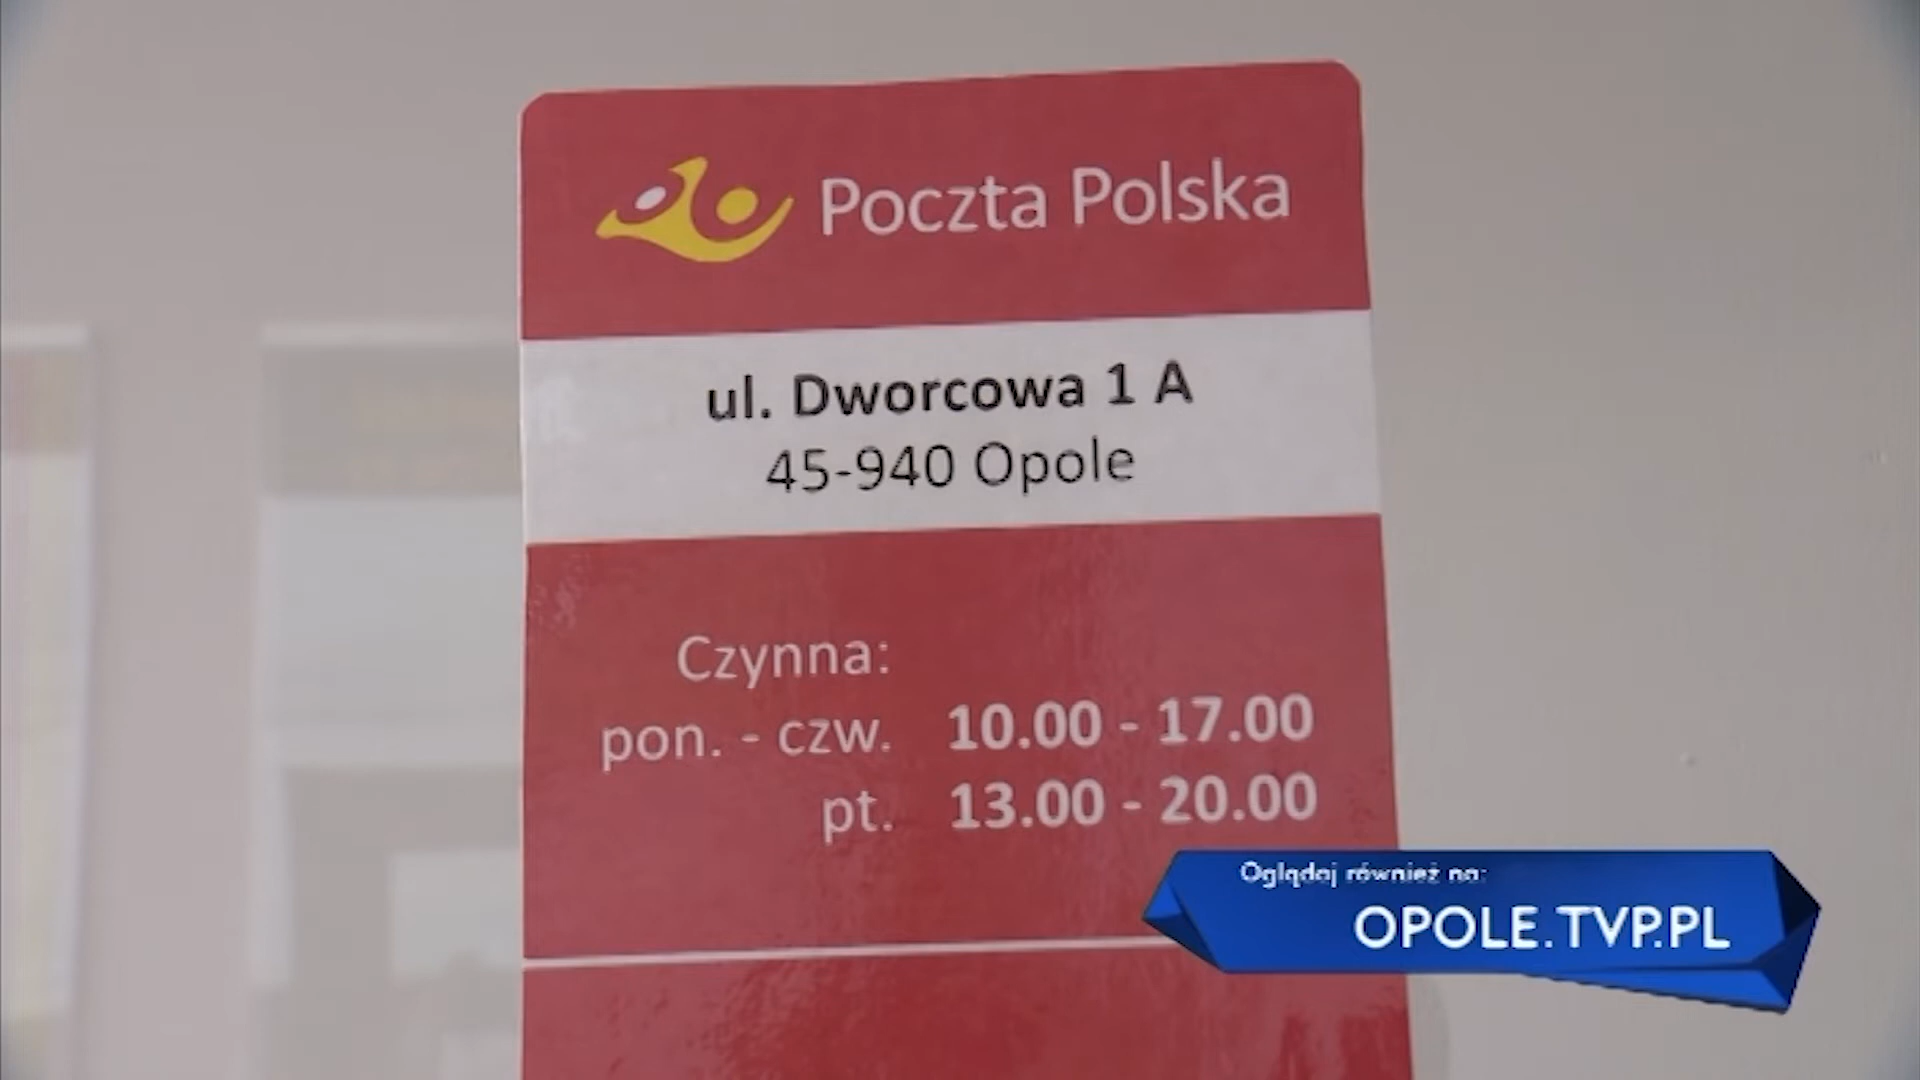 Poczta Polska
ul. Dworcowa 1 A
45-940 Opole
Czynna:
pon. - czw. 10.00 - 17.00
pt. 13.00 - 20.00
Oglądaj również na:
OPOLE.TVP.PL